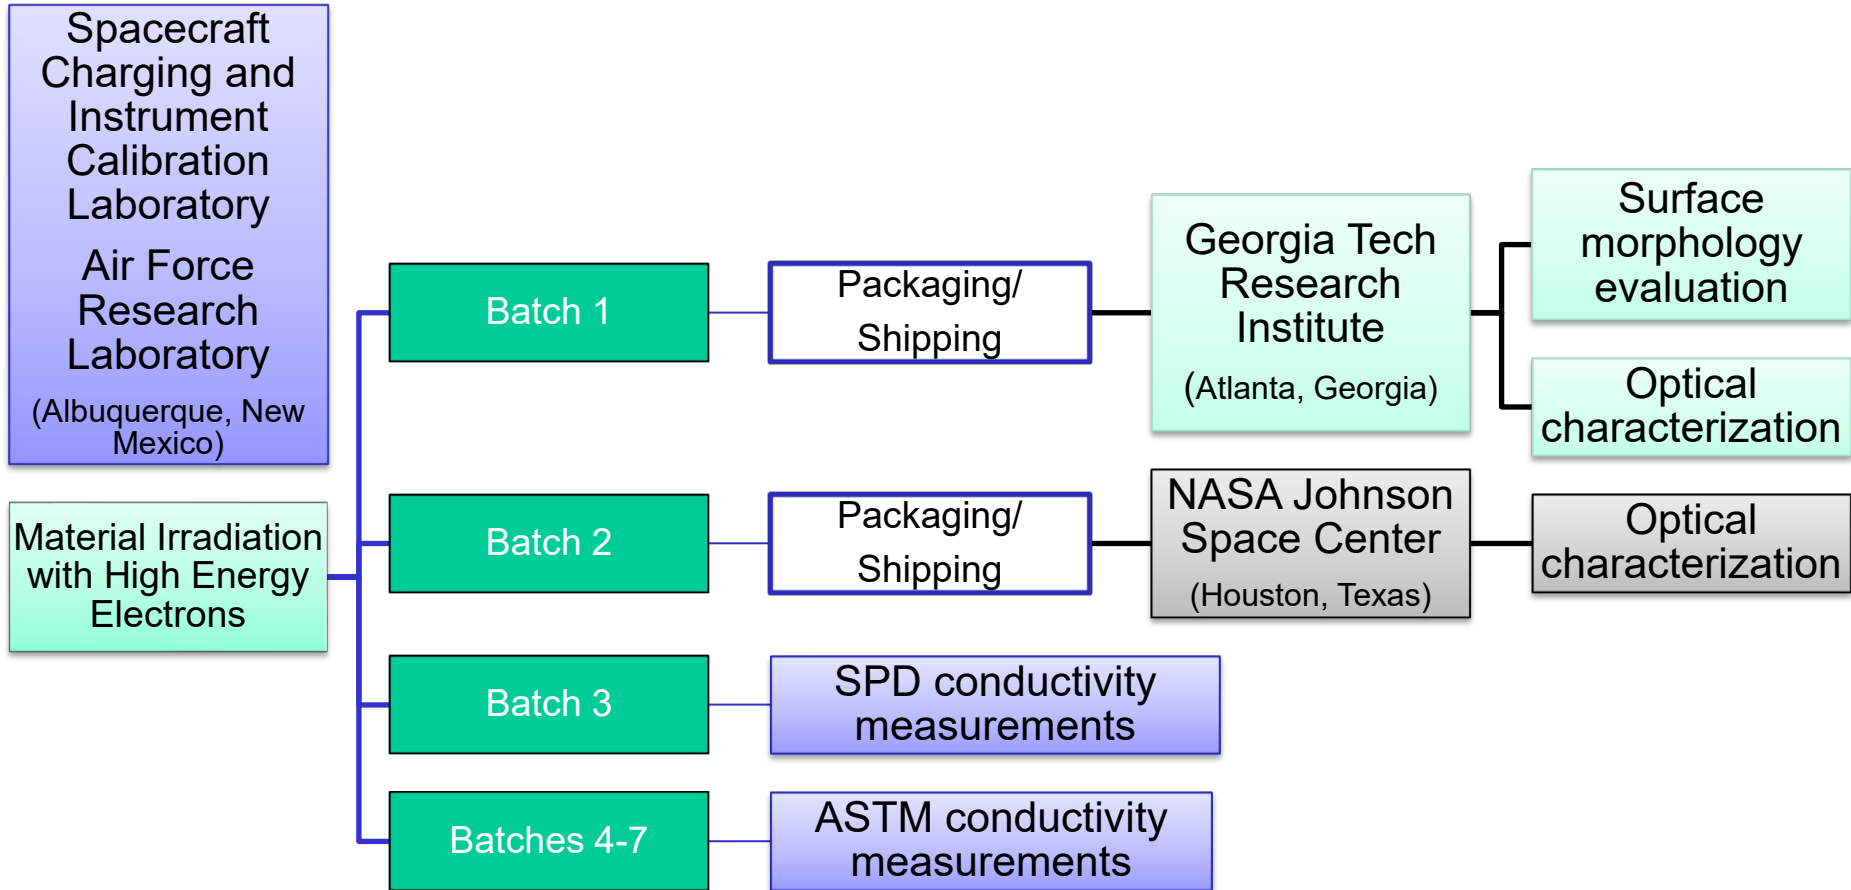 Spacecraft
Charging and
Instrument
Calibration
Laboratory
Air Force
Research
Laboratory
(Albuquerque, New
Mexico)
Material Irradiation
with High Energy
Electrons
Batch 1
Packaging/
Shipping
Georgia Tech
Research
Institute
(Atlanta, Georgia)
Surface
morphology
evaluation
Optical
characterization
Batch 2
Packaging/
Shipping
NASA Johnson
Space Center
(Houston, Texas)
Optical
characterization
Batch 3
SPD conductivity
measurements
Batches 4-7
ASTM conductivity
measurements